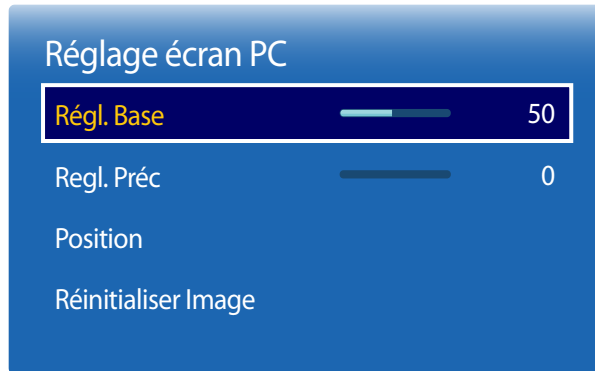 Réglage écran PC
Régl. Base 50
Regl. Préc 0
Position
Réinitialiser Image